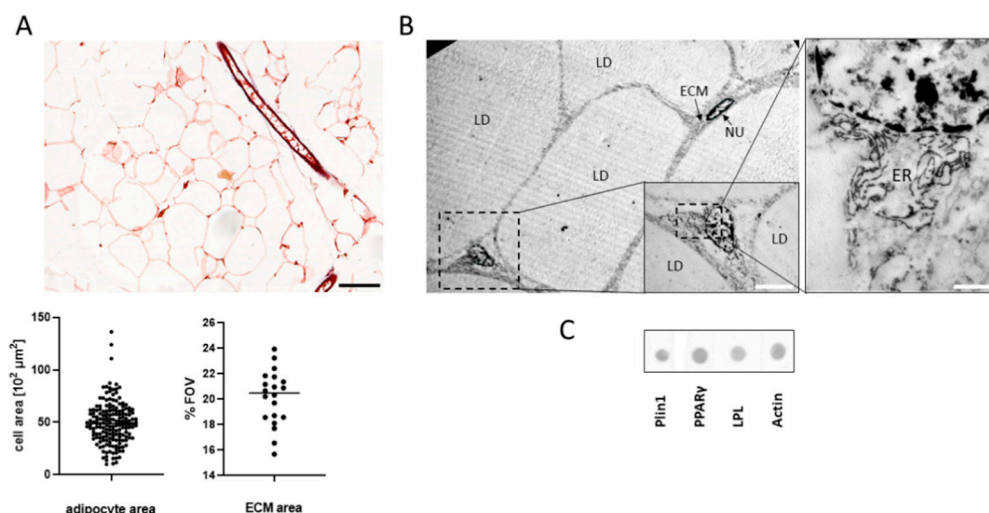 A
B
LD
LD
ECM
NU
LD
LD
LD
LD
ER
150
100
50
0
cell area [10² µm²]
adipocyte area
26
24
22
20
18
16
14
% FOV
ECM area
C
Plin1
PPARγ
LPL
Actin